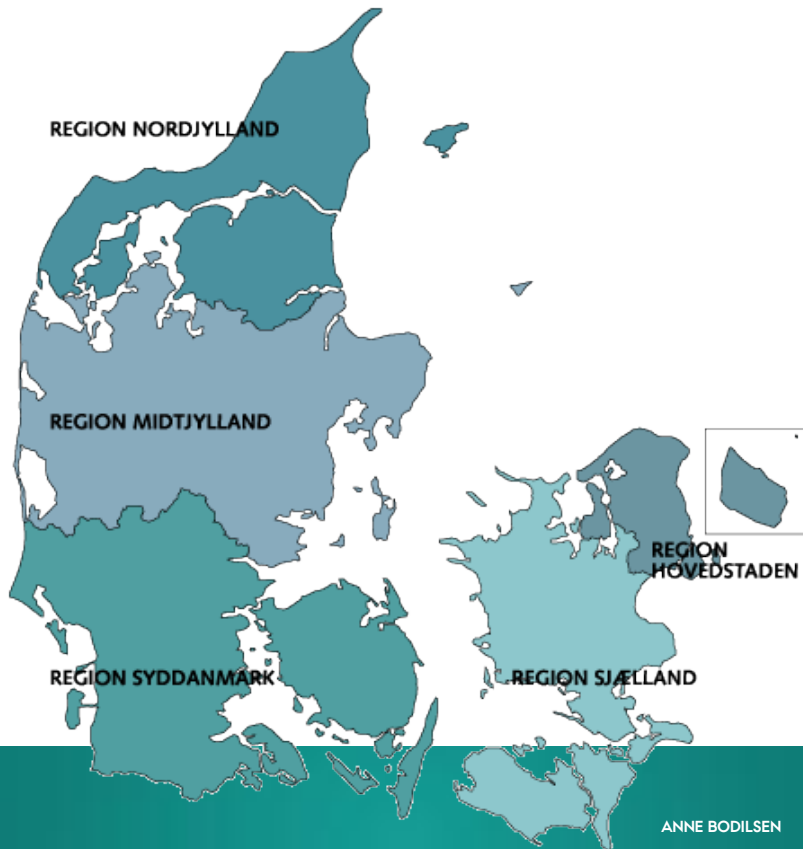 REGION NORDJYLLAND
REGION MIDTJYLLAND
REGION
HOVEDSTADEN
REGION SYDDANMARK
REGION SJÆLLAND
ANNE BODILSEN